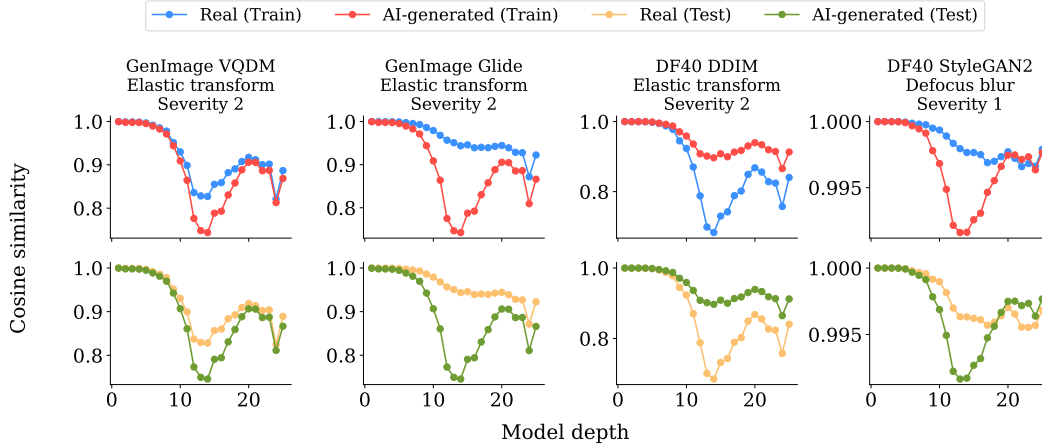 Real (Train) AI-generated (Train) Real (Test) AI-generated (Test)
GenImage VQDM
Elastic transform
Severity 2
GenImage Glide
Elastic transform
Severity 2
DF40 DDIM
Elastic transform
Severity 2
DF40 StyleGAN2
Defocus blur
Severity 1
Cosine similarity
1.0
0.9
0.8
1.0
0.9
0.8
1.0
0.8
1.000
0.995
1.0
0.9
0.8
1.0
0.8
1.0
0.8
1.000
0.995
0 10 20
0 10 20
0 10 20
0 10 20
Model depth